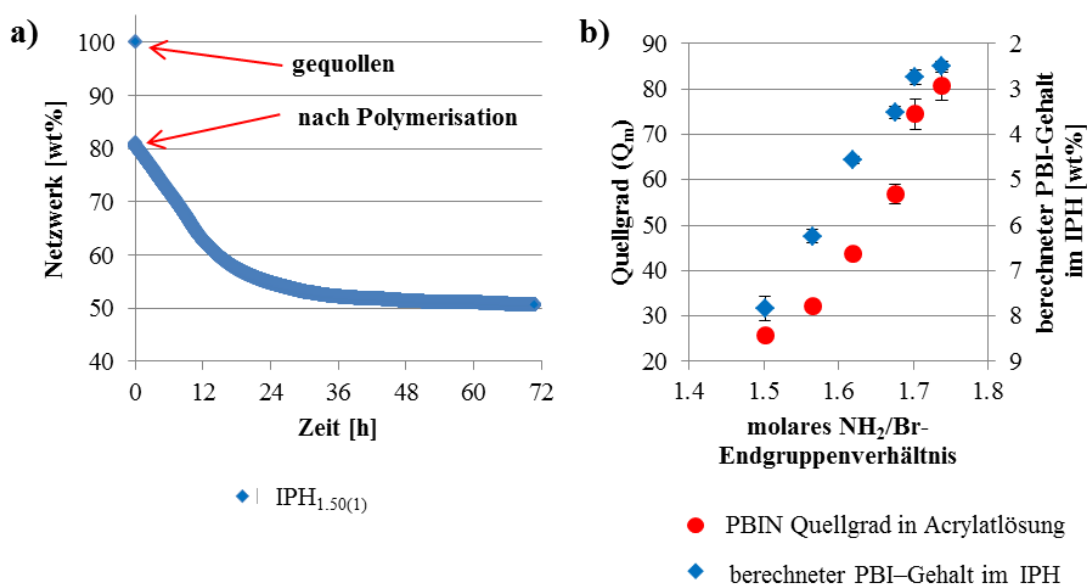 a)
Netzwerk [wt%]
100
90
80
70
60
50
40
gequollen
nach Polymerisation
0 12 24 36 48 60 72
Zeit [h]
IPH1.50(1)
b)
Quellgrad (Qm)
90
80
70
60
50
40
30
20
2
3
4
5
6
7
8
9
berechneter PBI-Gehalt
im IPH [wt%]
1.4 1.5 1.6 1.7 1.8
molares NH2/Br-
Endgruppenverhältnis
PBIN Quellgrad in Acrylatlösung
berechneter PBI–Gehalt im IPH